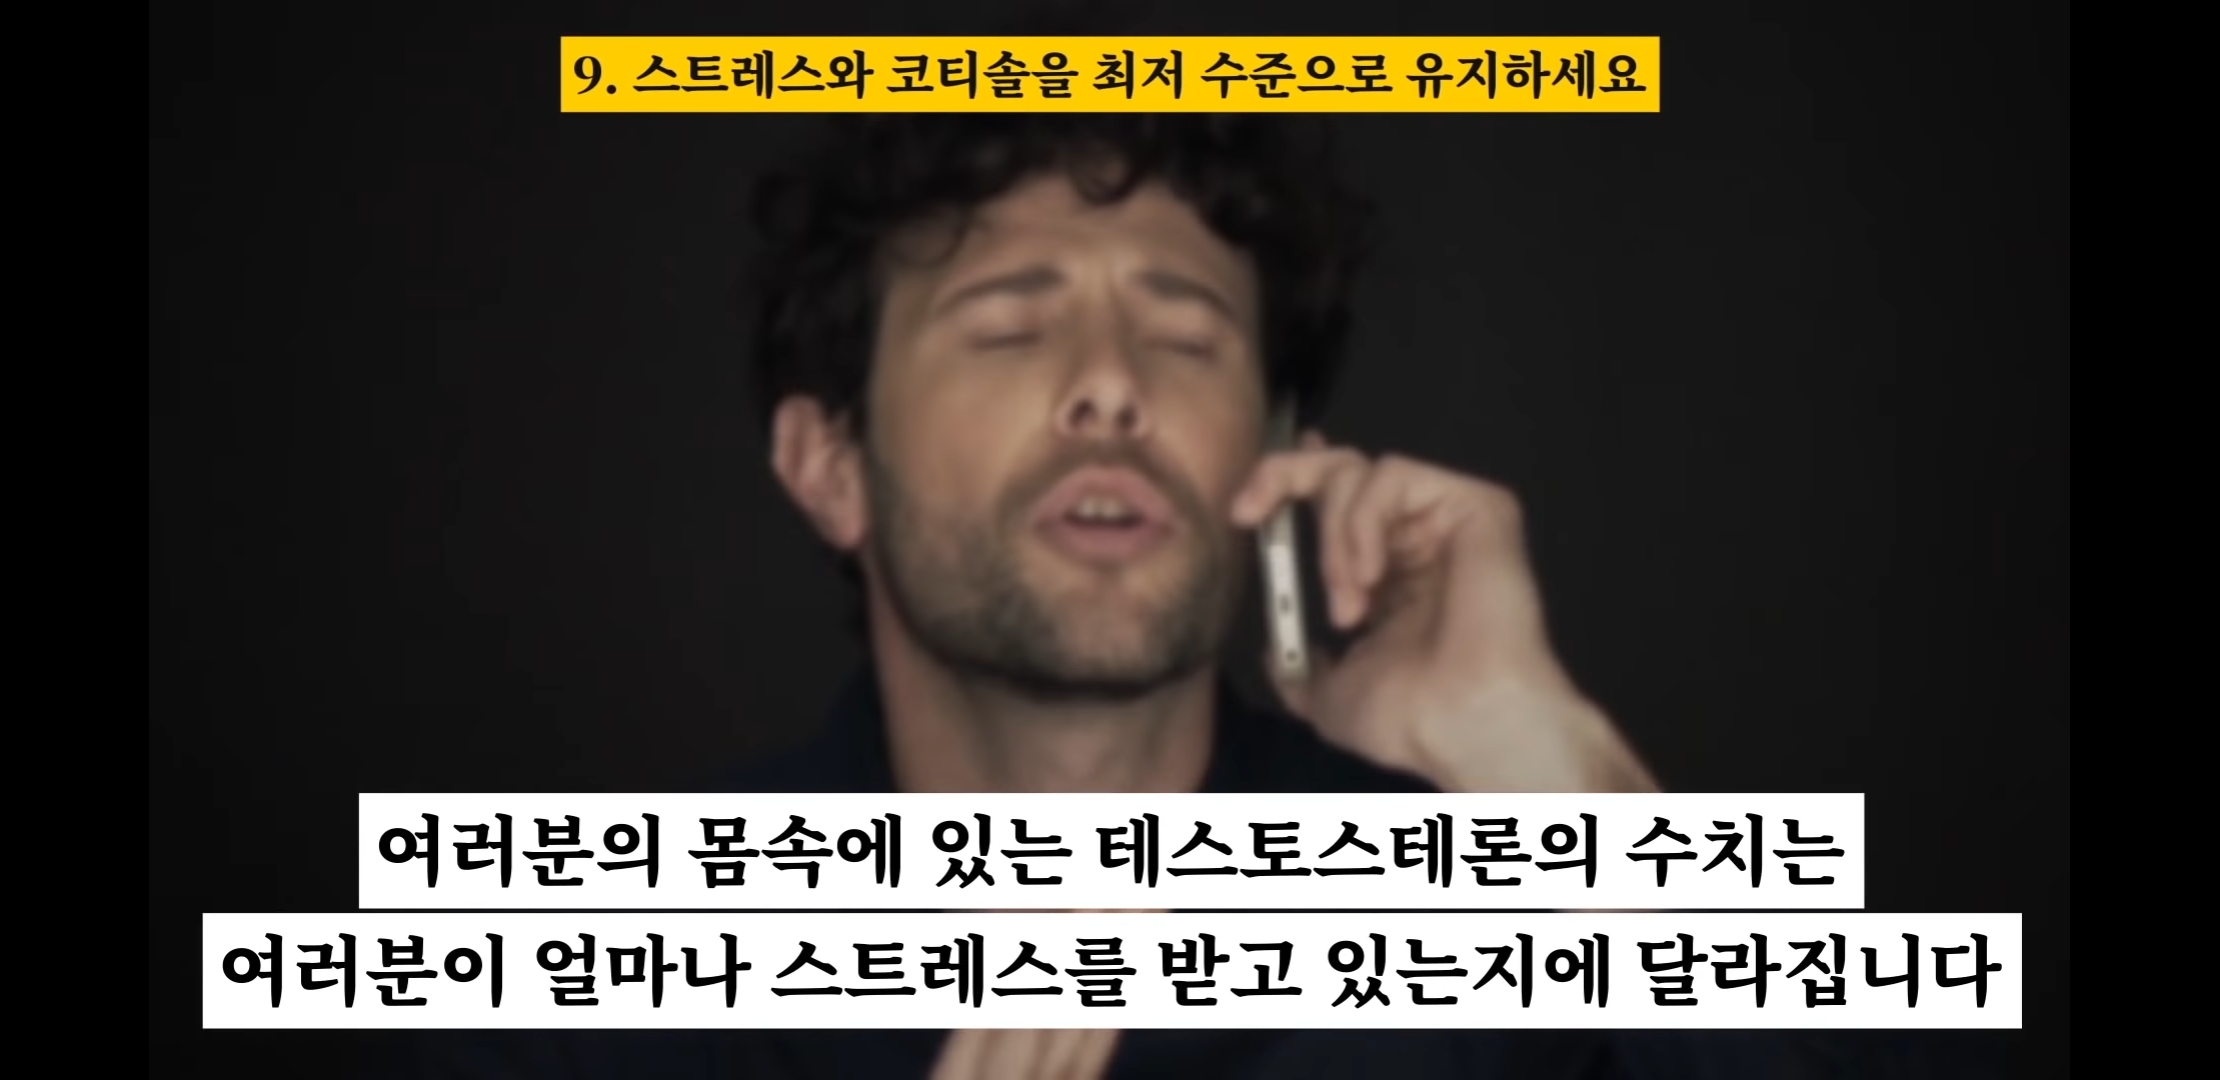 9. 스트레스와 코티솔을 최저 수준으로 유지하세요
여러분의 몸속에 있는 테스토스테론의 수치는
여러분이 얼마나 스트레스를 받고 있는지에 달라집니다